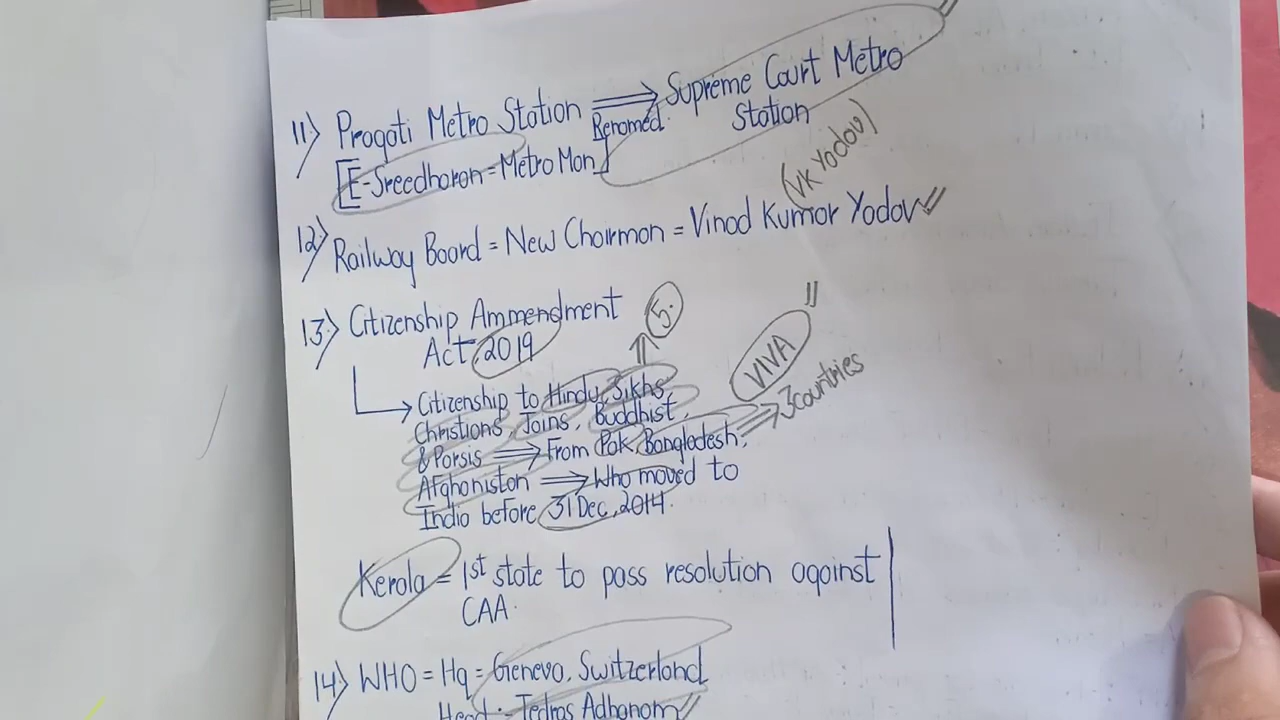 11) Pragati Metro Station ⟹ Supreme Court Metro
Renamed. Station
[E-Sreedharan = Metro Man]
(VK Yadav)
12) Railway Board = New Chairman = Vinod Kumar Yadav
13) Citizenship Ammendment
Act, 2019
5.
VIVA
→ Citizenship to Hindu, Sikhs,
Christians, Jains, Buddhist,
& Parsis ⟹ From Pak, Bangladesh, ⟹ 3 countries
Afghanistan ⟹ Who moved to
India before 31 Dec, 2014.
Kerala = 1st state to pass resolution against
CAA.
14) WHO = Hq = Geneva, Switzerland
Head = Tedros Adhanom